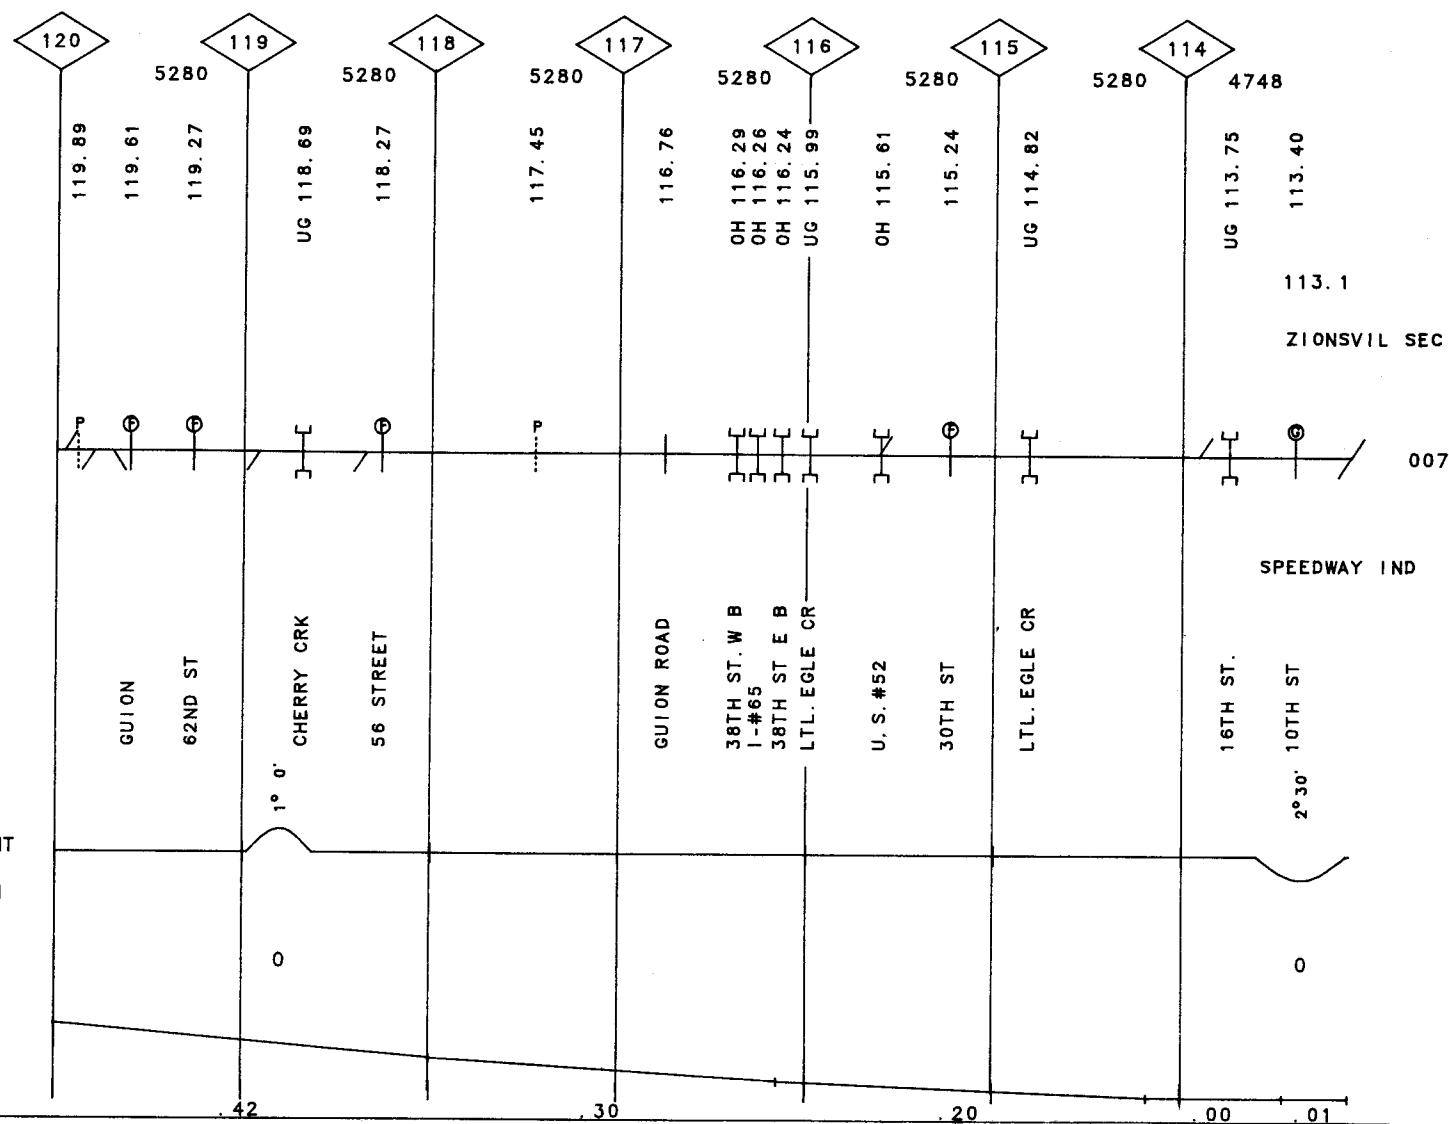 120 119 118 117 116 115 114
5280 5280 5280 5280 5280 5280 4748
119.89
119.61
119.27
UG 118.69
118.27
117.45
116.76
OH 116.29
OH 116.26
OH 116.24
UG 115.99
OH 115.61
115.24
UG 114.82
UG 113.75
113.40
113.1
ZIONSVIL SEC
P F F F P F G
007
SPEEDWAY IND
GUION
62ND ST
CHERRY CRK
56 STREET
GUION ROAD
38TH ST. W B
I-#65
38TH ST E B
LTL. EGLE CR
U.S.#52
30TH ST
LTL. EGLE CR
16TH ST.
10TH ST
1° 0'
2°30'
0 0
.42 .30 .20 .00 .01